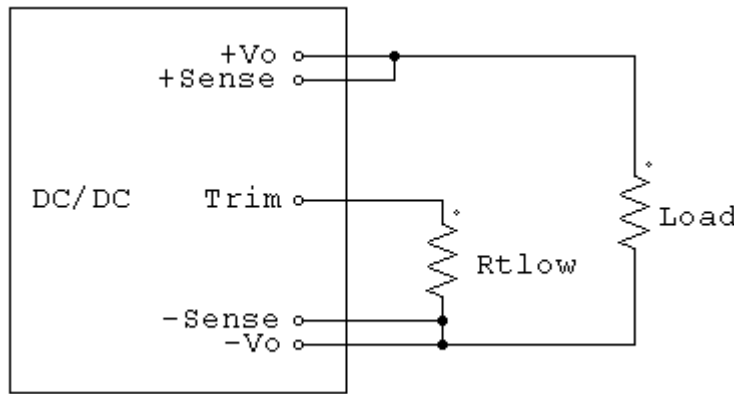 +Vo
+Sense
DC/DC
Trim
Load
Rtlow
-Sense
-Vo